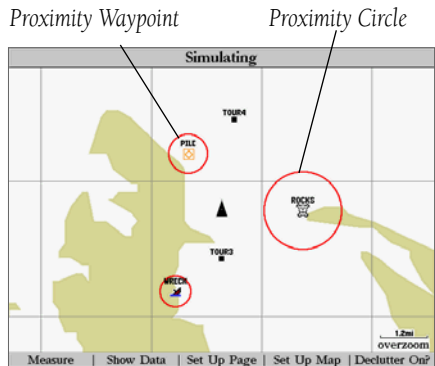 Proximity Waypoint
Proximity Circle
Simulating
TOUR4
PILE
ROCKS
TOUR3
WRECK
1.2mi
overzoom
Measure | Show Data | Set Up Page | Set Up Map | Declutter On?